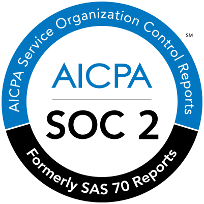 AICPA Service Organization Control Reports
SM
AICPA
SOC 2
Formerly SAS 70 Reports